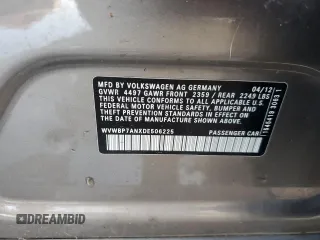 MFD. BY VOLKSWAGEN AG GERMANY 04/12
GVWR 4497 GAWR FRONT 2359 / REAR 2249 LBS
THIS VEHICLE CONFORMS TO ALL APPLICABLE
FEDERAL MOTOR VEHICLE SAFETY, BUMPER AND
THEFT PREVENTION STANDARDS IN EFFECT ON THE
DATE OF MANUFACTURE SHOWN ABOVE.
WVWBP7ANXDE506225 PASSENGER CAR
DREAMBID